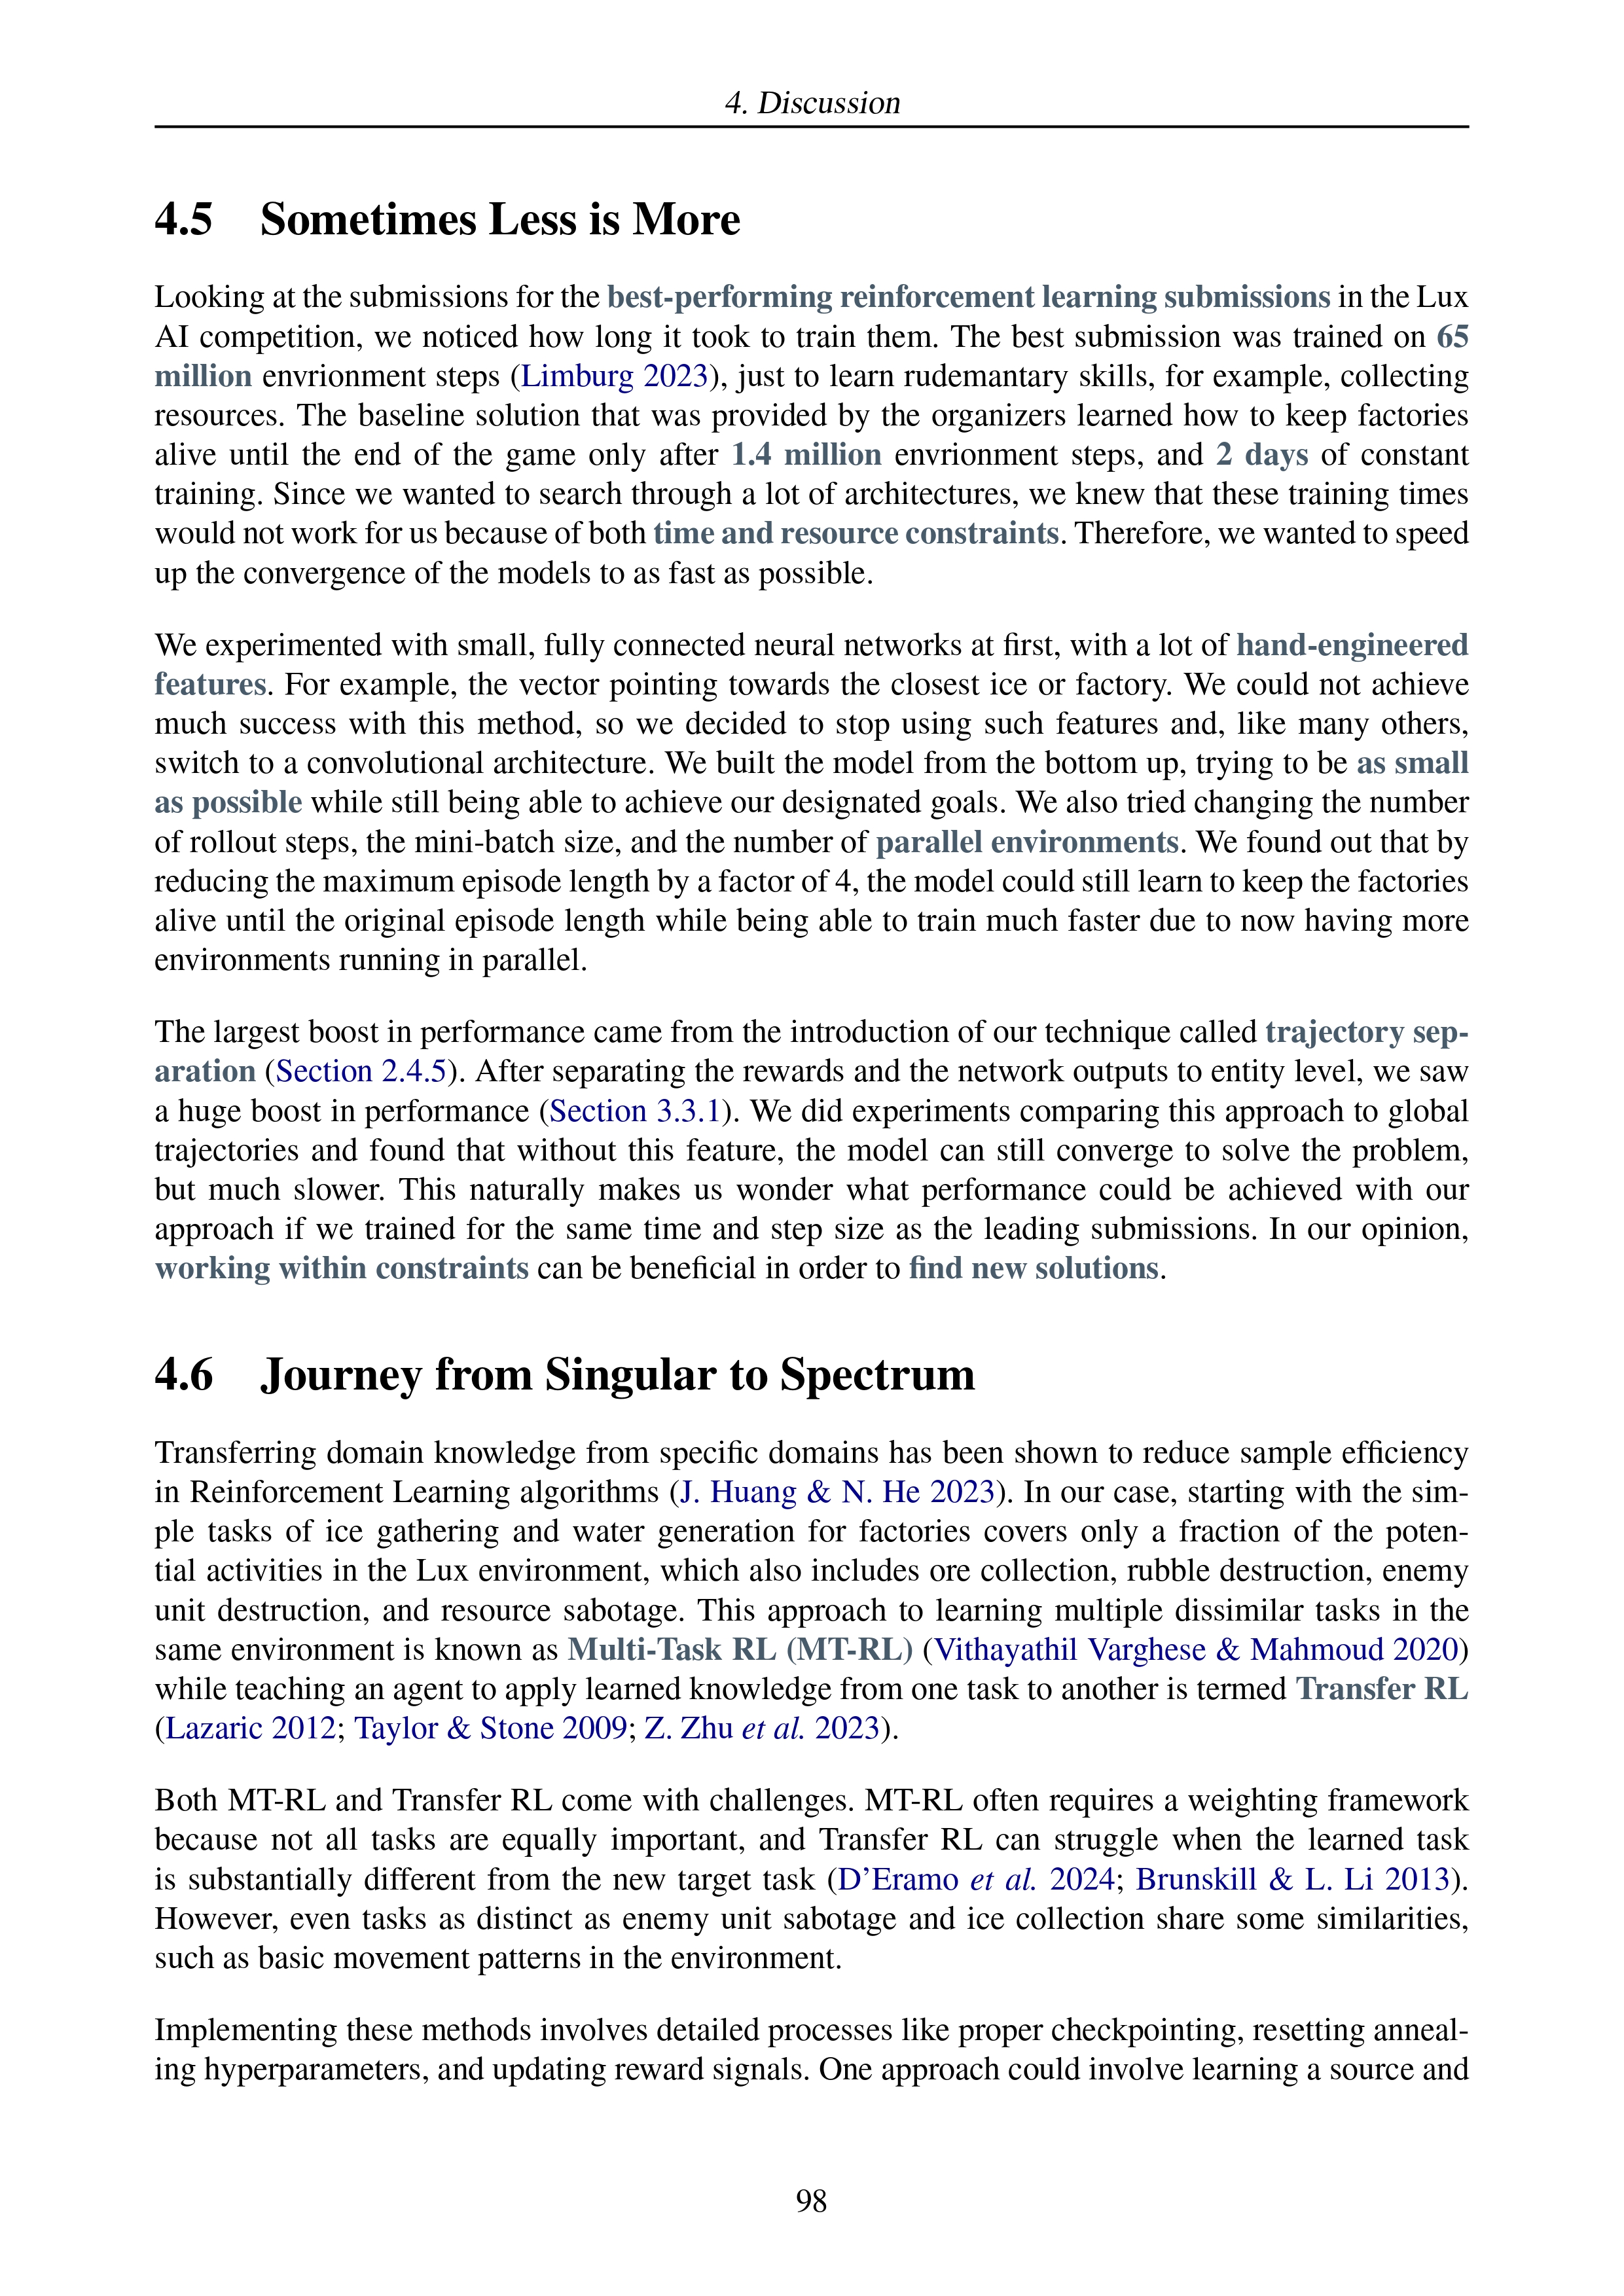 4. Discussion
4.5 Sometimes Less is More
Looking at the submissions for the best-performing reinforcement learning submissions in the Lux
AI competition, we noticed how long it took to train them. The best submission was trained on 65
million envrionment steps (Limburg 2023), just to learn rudemantary skills, for example, collecting
resources. The baseline solution that was provided by the organizers learned how to keep factories
alive until the end of the game only after 1.4 million envrionment steps, and 2 days of constant
training. Since we wanted to search through a lot of architectures, we knew that these training times
would not work for us because of both time and resource constraints. Therefore, we wanted to speed
up the convergence of the models to as fast as possible.
We experimented with small, fully connected neural networks at first, with a lot of hand-engineered
features. For example, the vector pointing towards the closest ice or factory. We could not achieve
much success with this method, so we decided to stop using such features and, like many others,
switch to a convolutional architecture. We built the model from the bottom up, trying to be as small
as possible while still being able to achieve our designated goals. We also tried changing the number
of rollout steps, the mini-batch size, and the number of parallel environments. We found out that by
reducing the maximum episode length by a factor of 4, the model could still learn to keep the factories
alive until the original episode length while being able to train much faster due to now having more
environments running in parallel.
The largest boost in performance came from the introduction of our technique called trajectory sep-
aration (Section 2.4.5). After separating the rewards and the network outputs to entity level, we saw
a huge boost in performance (Section 3.3.1). We did experiments comparing this approach to global
trajectories and found that without this feature, the model can still converge to solve the problem,
but much slower. This naturally makes us wonder what performance could be achieved with our
approach if we trained for the same time and step size as the leading submissions. In our opinion,
working within constraints can be beneficial in order to find new solutions.
4.6 Journey from Singular to Spectrum
Transferring domain knowledge from specific domains has been shown to reduce sample efficiency
in Reinforcement Learning algorithms (J. Huang & N. He 2023). In our case, starting with the sim-
ple tasks of ice gathering and water generation for factories covers only a fraction of the poten-
tial activities in the Lux environment, which also includes ore collection, rubble destruction, enemy
unit destruction, and resource sabotage. This approach to learning multiple dissimilar tasks in the
same environment is known as Multi-Task RL (MT-RL) (Vithayathil Varghese & Mahmoud 2020)
while teaching an agent to apply learned knowledge from one task to another is termed Transfer RL
(Lazaric 2012; Taylor & Stone 2009; Z. Zhu et al. 2023).
Both MT-RL and Transfer RL come with challenges. MT-RL often requires a weighting framework
because not all tasks are equally important, and Transfer RL can struggle when the learned task
is substantially different from the new target task (D'Eramo et al. 2024; Brunskill & L. Li 2013).
However, even tasks as distinct as enemy unit sabotage and ice collection share some similarities,
such as basic movement patterns in the environment.
Implementing these methods involves detailed processes like proper checkpointing, resetting anneal-
ing hyperparameters, and updating reward signals. One approach could involve learning a source and
98